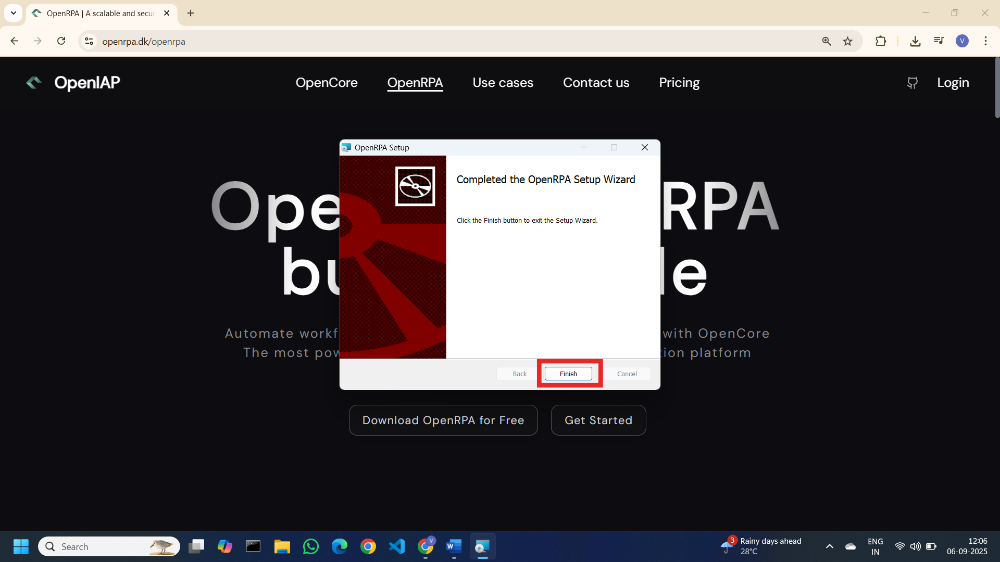 OpenRPA | A scalable and secur
openrpa.dk/openrpa
V
OpenIAP
OpenCore
OpenRPA
Use cases
Contact us
Pricing
Login
OpenRPA Setup
Completed the OpenRPA Setup Wizard
Click the Finish button to exit the Setup Wizard.
Ope
RPA
le
Automate workf
with OpenCore
The most pow
tion platform
Back
Finish
Cancel
Download OpenRPA for Free
Get Started
Search
V
W
3
Rainy days ahead
28°C
ENG
IN
12:06
06-09-2025